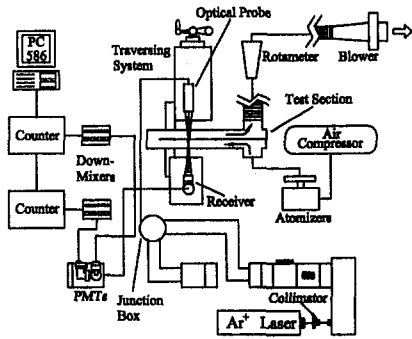 Optical Probe
PC
586
Traversing
System
Rotameter
Blower
Test Section
Air
Compressor
Counter
Down-
Mixers
Receiver
Atomizers
Counter
PMTs
Junction
Box
Collimator
Ar+ Laser